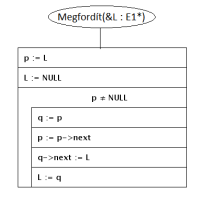 Megfordít(&L : E1*)
p := L
L := NULL
p ≠ NULL
q := p
p := p->next
q->next := L
L := q